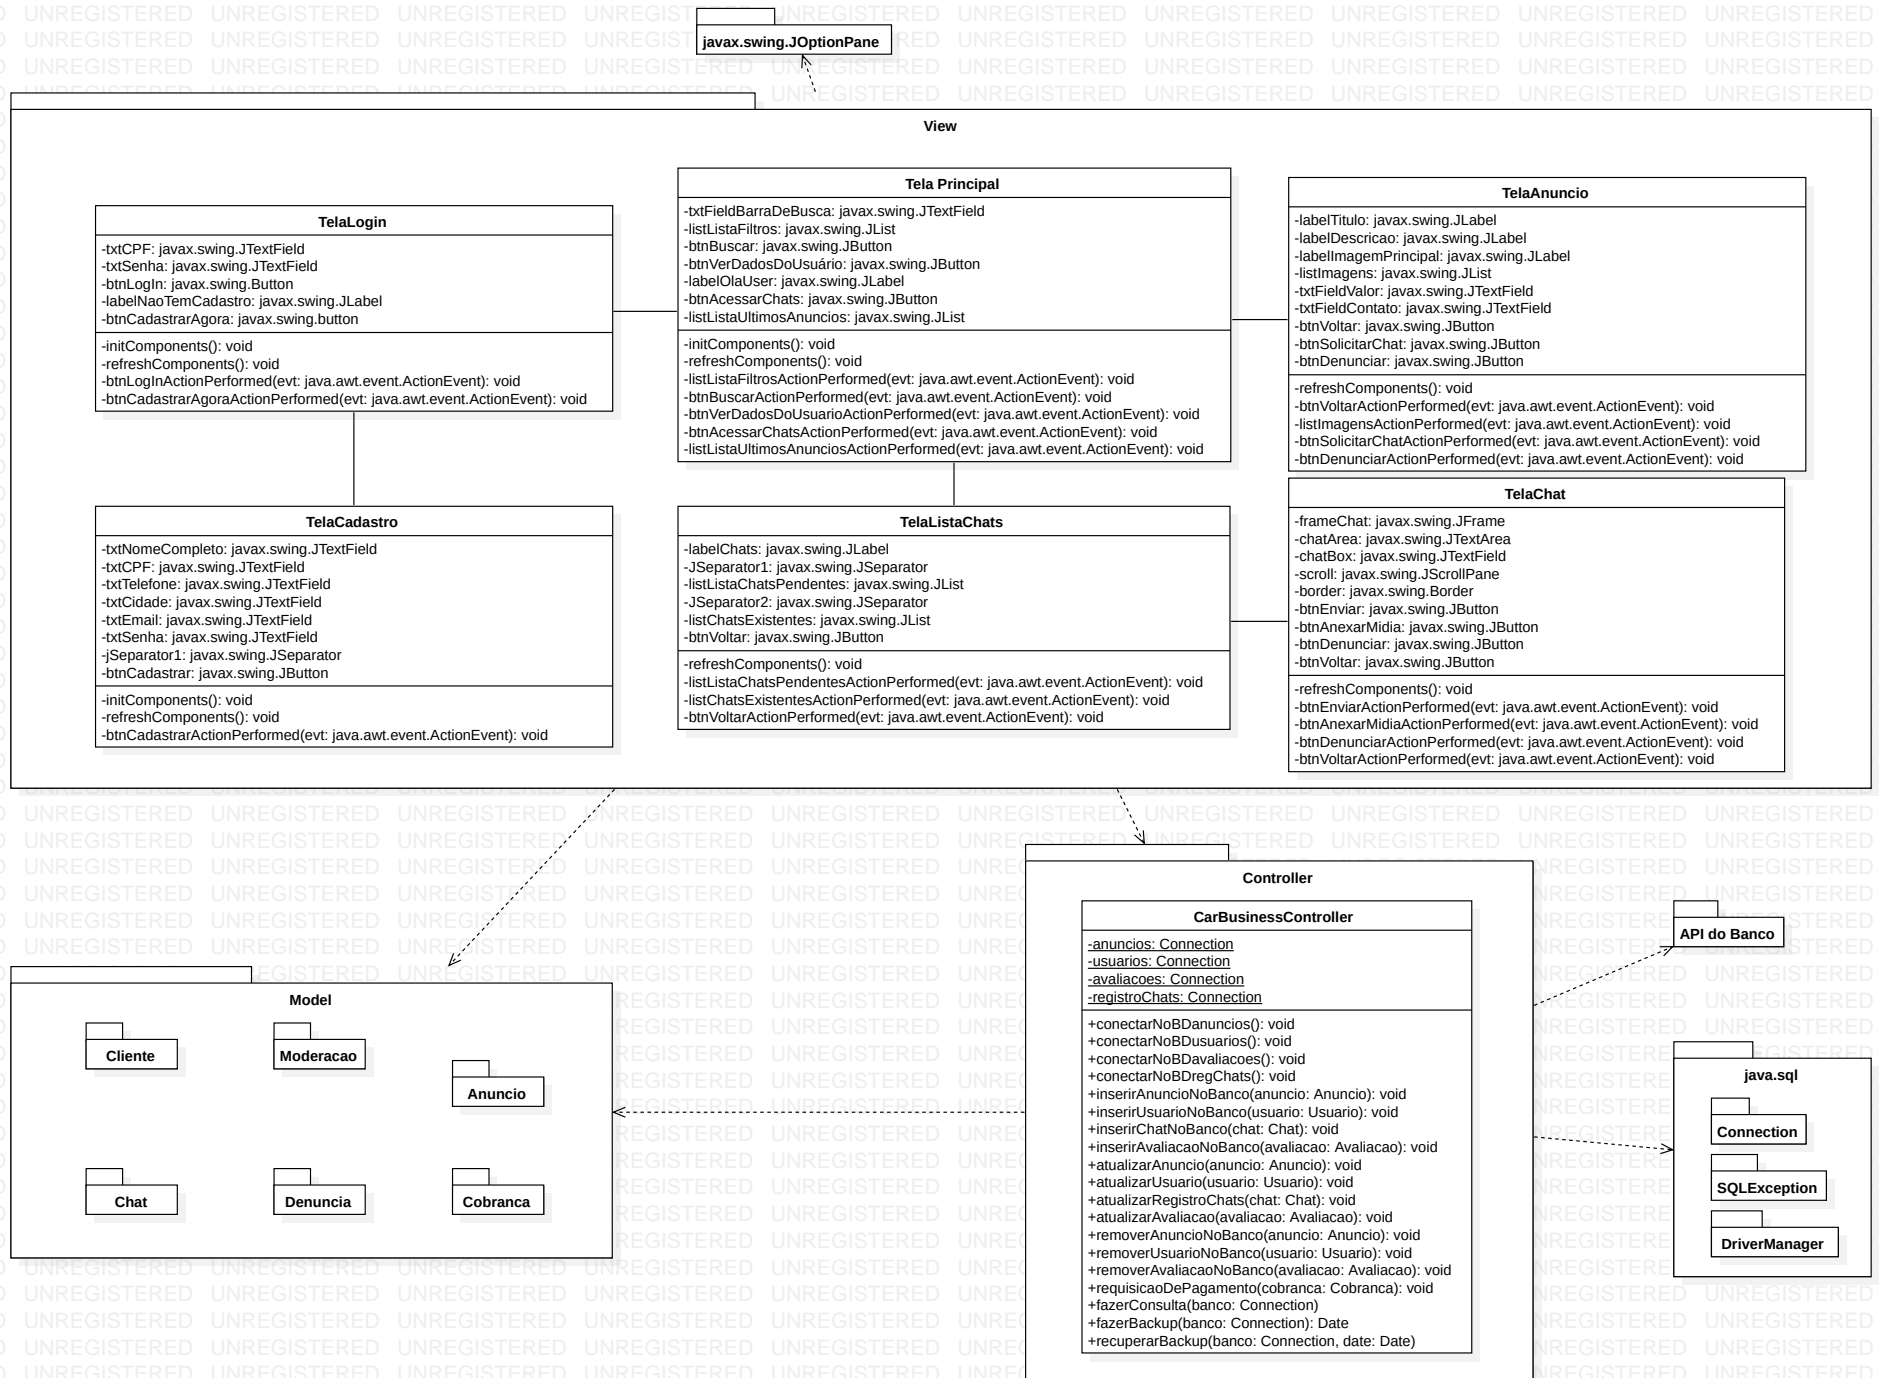 javax.swing.JOptionPane
View
TelaLogin
-txtCPF: javax.swing.JTextField
-txtSenha: javax.swing.JTextField
-btnLogIn: javax.swing.Button
-labelNaoTemCadastro: javax.swing.JLabel
-btnCadastrarAgora: javax.swing.button
-initComponents(): void
-refreshComponents(): void
-btnLogInActionPerformed(evt: java.awt.event.ActionEvent): void
-btnCadastrarAgoraActionPerformed(evt: java.awt.event.ActionEvent): void
Tela Principal
-txtFieldBarraDeBusca: javax.swing.JTextField
-listListaFiltros: javax.swing.JList
-btnBuscar: javax.swing.JButton
-btnVerDadosDoUsuário: javax.swing.JButton
-labelOlaUser: javax.swing.JLabel
-btnAcessarChats: javax.swing.JButton
-listListaUltimosAnuncios: javax.swing.JList
-initComponents(): void
-refreshComponents(): void
-listListaFiltrosActionPerformed(evt: java.awt.event.ActionEvent): void
-btnBuscarActionPerformed(evt: java.awt.event.ActionEvent): void
-btnVerDadosDoUsuarioActionPerformed(evt: java.awt.event.ActionEvent): void
-btnAcessarChatsActionPerformed(evt: java.awt.event.ActionEvent): void
-listListaUltimosAnunciosActionPerformed(evt: java.awt.event.ActionEvent): void
TelaAnuncio
-labelTitulo: javax.swing.JLabel
-labelDescricao: javax.swing.JLabel
-labelImagemPrincipal: javax.swing.JLabel
-listImagens: javax.swing.JList
-txtFieldValor: javax.swing.JTextField
-txtFieldContato: javax.swing.JTextField
-btnVoltar: javax.swing.JButton
-btnSolicitarChat: javax.swing.JButton
-btnDenunciar: javax.swing.JButton
-refreshComponents(): void
-btnVoltarActionPerformed(evt: java.awt.event.ActionEvent): void
-listImagensActionPerformed(evt: java.awt.event.ActionEvent): void
-btnSolicitarChatActionPerformed(evt: java.awt.event.ActionEvent): void
-btnDenunciarActionPerformed(evt: java.awt.event.ActionEvent): void
TelaCadastro
-txtNomeCompleto: javax.swing.JTextField
-txtCPF: javax.swing.JTextField
-txtTelefone: javax.swing.JTextField
-txtCidade: javax.swing.JTextField
-txtEmail: javax.swing.JTextField
-txtSenha: javax.swing.JTextField
-jSeparator1: javax.swing.JSeparator
-btnCadastrar: javax.swing.JButton
-initComponents(): void
-refreshComponents(): void
-btnCadastrarActionPerformed(evt: java.awt.event.ActionEvent): void
TelaListaChats
-labelChats: javax.swing.JLabel
-JSeparator1: javax.swing.JSeparator
-listListaChatsPendentes: javax.swing.JList
-JSeparator2: javax.swing.JSeparator
-listChatsExistentes: javax.swing.JList
-btnVoltar: javax.swing.JButton
-refreshComponents(): void
-listListaChatsPendentesActionPerformed(evt: java.awt.event.ActionEvent): void
-listChatsExistentesActionPerformed(evt: java.awt.event.ActionEvent): void
-btnVoltarActionPerformed(evt: java.awt.event.ActionEvent): void
TelaChat
-frameChat: javax.swing.JFrame
-chatArea: javax.swing.JTextArea
-chatBox: javax.swing.JTextField
-scroll: javax.swing.JScrollPane
-border: javax.swing.Border
-btnEnviar: javax.swing.JButton
-btnAnexarMidia: javax.swing.JButton
-btnDenunciar: javax.swing.JButton
-btnVoltar: javax.swing.JButton
-refreshComponents(): void
-btnEnviarActionPerformed(evt: java.awt.event.ActionEvent): void
-btnAnexarMidiaActionPerformed(evt: java.awt.event.ActionEvent): void
-btnDenunciarActionPerformed(evt: java.awt.event.ActionEvent): void
-btnVoltarActionPerformed(evt: java.awt.event.ActionEvent): void
Model
Cliente
Moderacao
Anuncio
Chat
Denuncia
Cobranca
Controller
CarBusinessController
-anuncios: Connection
-usuarios: Connection
-avaliacoes: Connection
-registroChats: Connection
+conectarNoBDanuncios(): void
+conectarNoBDusuarios(): void
+conectarNoBDavaliacoes(): void
+conectarNoBDregChats(): void
+inserirAnuncioNoBanco(anuncio: Anuncio): void
+inserirUsuarioNoBanco(usuario: Usuario): void
+inserirChatNoBanco(chat: Chat): void
+inserirAvaliacaoNoBanco(avaliacao: Avaliacao): void
+atualizarAnuncio(anuncio: Anuncio): void
+atualizarUsuario(usuario: Usuario): void
+atualizarRegistroChats(chat: Chat): void
+atualizarAvaliacao(avaliacao: Avaliacao): void
+removerAnuncioNoBanco(anuncio: Anuncio): void
+removerUsuarioNoBanco(usuario: Usuario): void
+removerAvaliacaoNoBanco(avaliacao: Avaliacao): void
+requisicaoDePagamento(cobranca: Cobranca): void
+fazerConsulta(banco: Connection)
+fazerBackup(banco: Connection): Date
+recuperarBackup(banco: Connection, date: Date)
API do Banco
java.sql
Connection
SQLException
DriverManager